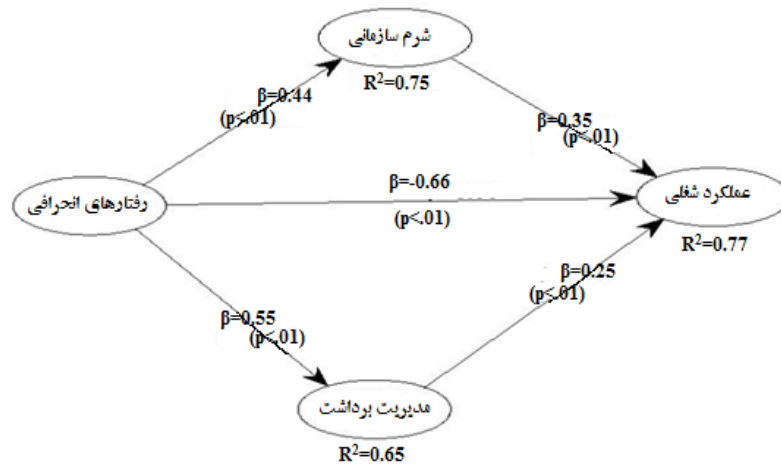 شرم سازمانی
R²=0.75
β=0.44
(p<.01)
β=0.35
(p<.01)
رفتارهای انحرافی
β=-0.66
(p<.01)
عملکرد شغلی
R²=0.77
β=0.25
(p<.01)
β=0.55
(p<.01)
مدیریت برداشت
R²=0.65